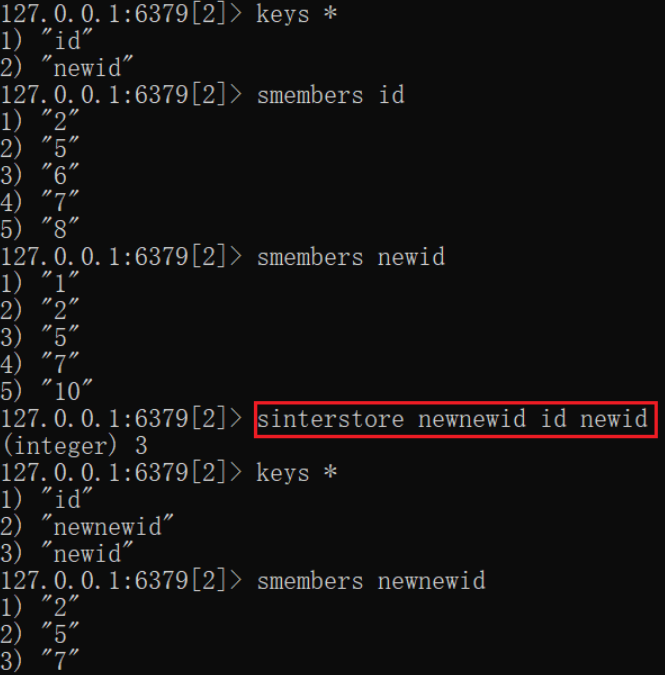 127.0.0.1:6379[2]> keys *
1) "id"
2) "newid"
127.0.0.1:6379[2]> smembers id
1) "2"
2) "5"
3) "6"
4) "7"
5) "8"
127.0.0.1:6379[2]> smembers newid
1) "1"
2) "2"
3) "5"
4) "7"
5) "10"
127.0.0.1:6379[2]> sinterstore newnewid id newid
(integer) 3
127.0.0.1:6379[2]> keys *
1) "id"
2) "newnewid"
3) "newid"
127.0.0.1:6379[2]> smembers newnewid
1) "2"
2) "5"
3) "7"